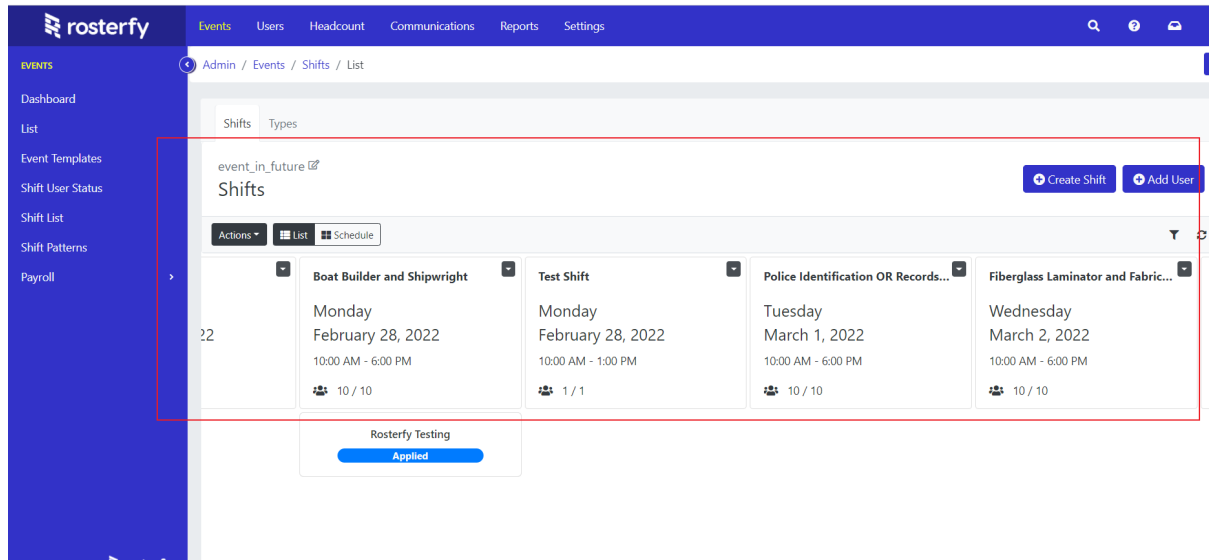 rosterfy
Events Users Headcount Communications Reports Settings
EVENTS
Admin / Events / Shifts / List
Dashboard
List
Event Templates
Shift User Status
Shift List
Shift Patterns
Payroll
Shifts Types
event_in_future
Shifts
Create Shift Add User
Actions List Schedule
22
Boat Builder and Shipwright
Monday
February 28, 2022
10:00 AM - 6:00 PM
10 / 10
Test Shift
Monday
February 28, 2022
10:00 AM - 1:00 PM
1 / 1
Police Identification OR Records...
Tuesday
March 1, 2022
10:00 AM - 6:00 PM
10 / 10
Fiberglass Laminator and Fabric...
Wednesday
March 2, 2022
10:00 AM - 6:00 PM
10 / 10
Rosterfy Testing
Applied